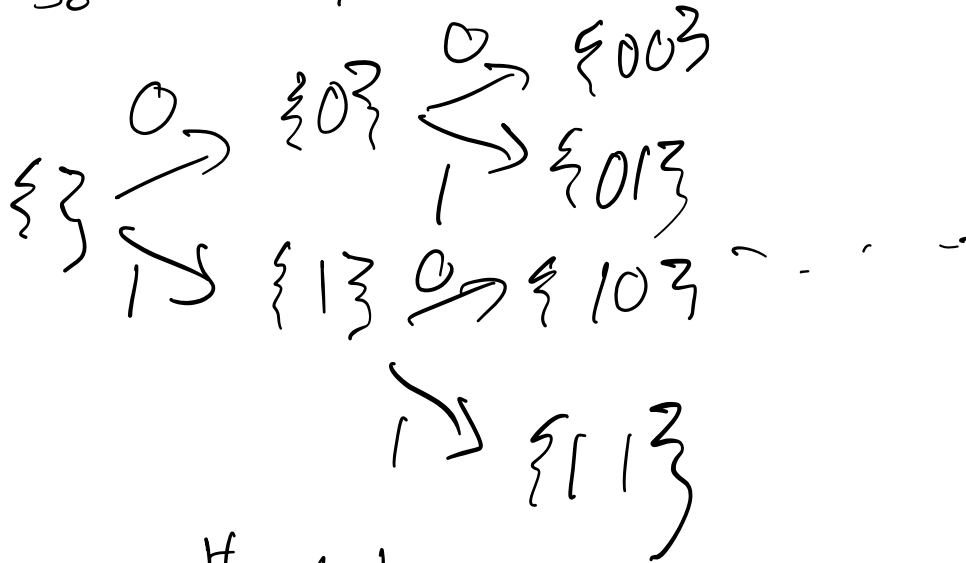 0 {00}
0 {0}
{01}
{ } 1
1 {1} 0 {10} ....
1 {11}